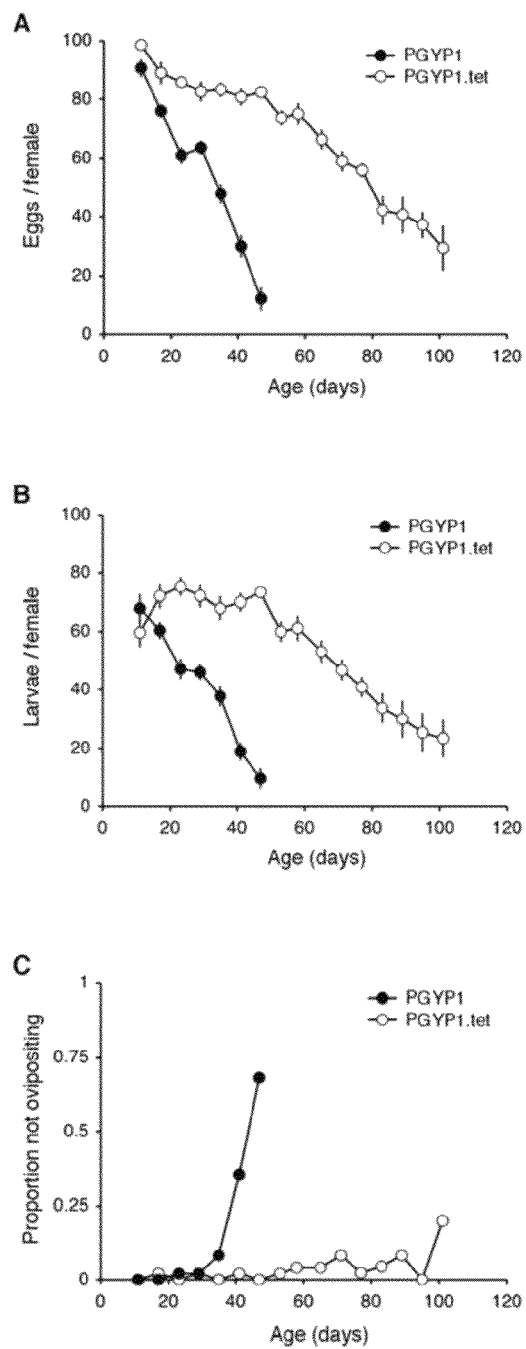 A
100
80
60
40
20
0
Eggs / female
PGYP1
PGYP1.tet
0 20 40 60 80 100 120
Age (days)
B
100
80
60
40
20
0
Larvae / female
PGYP1
PGYP1.tet
0 20 40 60 80 100 120
Age (days)
C
1
0.75
0.5
0.25
0
Proportion not ovipositing
PGYP1
PGYP1.tet
0 20 40 60 80 100 120
Age (days)